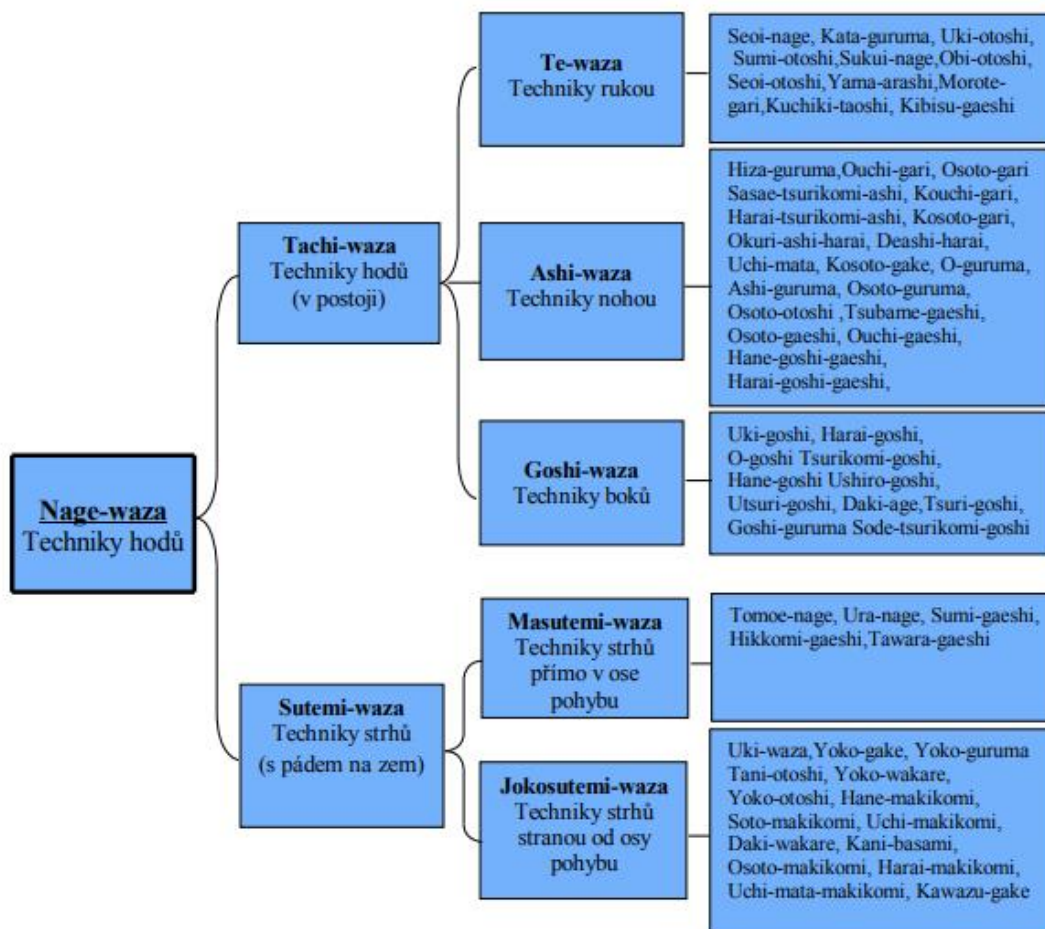 Nage-waza
Techniky hodů
Tachi-waza
Techniky hodů
(v postoji)
Te-waza
Techniky rukou
Seoi-nage, Kata-guruma, Uki-otoshi,
Sumi-otoshi,Sukui-nage,Obi-otoshi,
Seoi-otoshi,Yama-arashi,Morote-
gari,Kuchiki-taoshi, Kibisu-gaeshi
Ashi-waza
Techniky nohou
Hiza-guruma,Ouchi-gari, Osoto-gari
Sasae-tsurikomi-ashi, Kouchi-gari,
Harai-tsurikomi-ashi, Kosoto-gari,
Okuri-ashi-harai, Deashi-harai,
Uchi-mata, Kosoto-gake, O-guruma,
Ashi-guruma, Osoto-guruma,
Osoto-otoshi ,Tsubame-gaeshi,
Osoto-gaeshi, Ouchi-gaeshi,
Hane-goshi-gaeshi,
Harai-goshi-gaeshi,
Goshi-waza
Techniky boků
Uki-goshi, Harai-goshi,
O-goshi Tsurikomi-goshi,
Hane-goshi Ushiro-goshi,
Utsuri-goshi, Daki-age,Tsuri-goshi,
Goshi-guruma Sode-tsurikomi-goshi
Sutemi-waza
Techniky strhů
(s pádem na zem)
Masutemi-waza
Techniky strhů
přímo v ose
pohybu
Tomoe-nage, Ura-nage, Sumi-gaeshi,
Hikkomi-gaeshi,Tawara-gaeshi
Jokosutemi-waza
Techniky strhů
stranou od osy
pohybu
Uki-waza,Yoko-gake, Yoko-guruma
Tani-otoshi, Yoko-wakare,
Yoko-otoshi, Hane-makikomi,
Soto-makikomi, Uchi-makikomi,
Daki-wakare, Kani-basami,
Osoto-makikomi, Harai-makikomi,
Uchi-mata-makikomi, Kawazu-gake